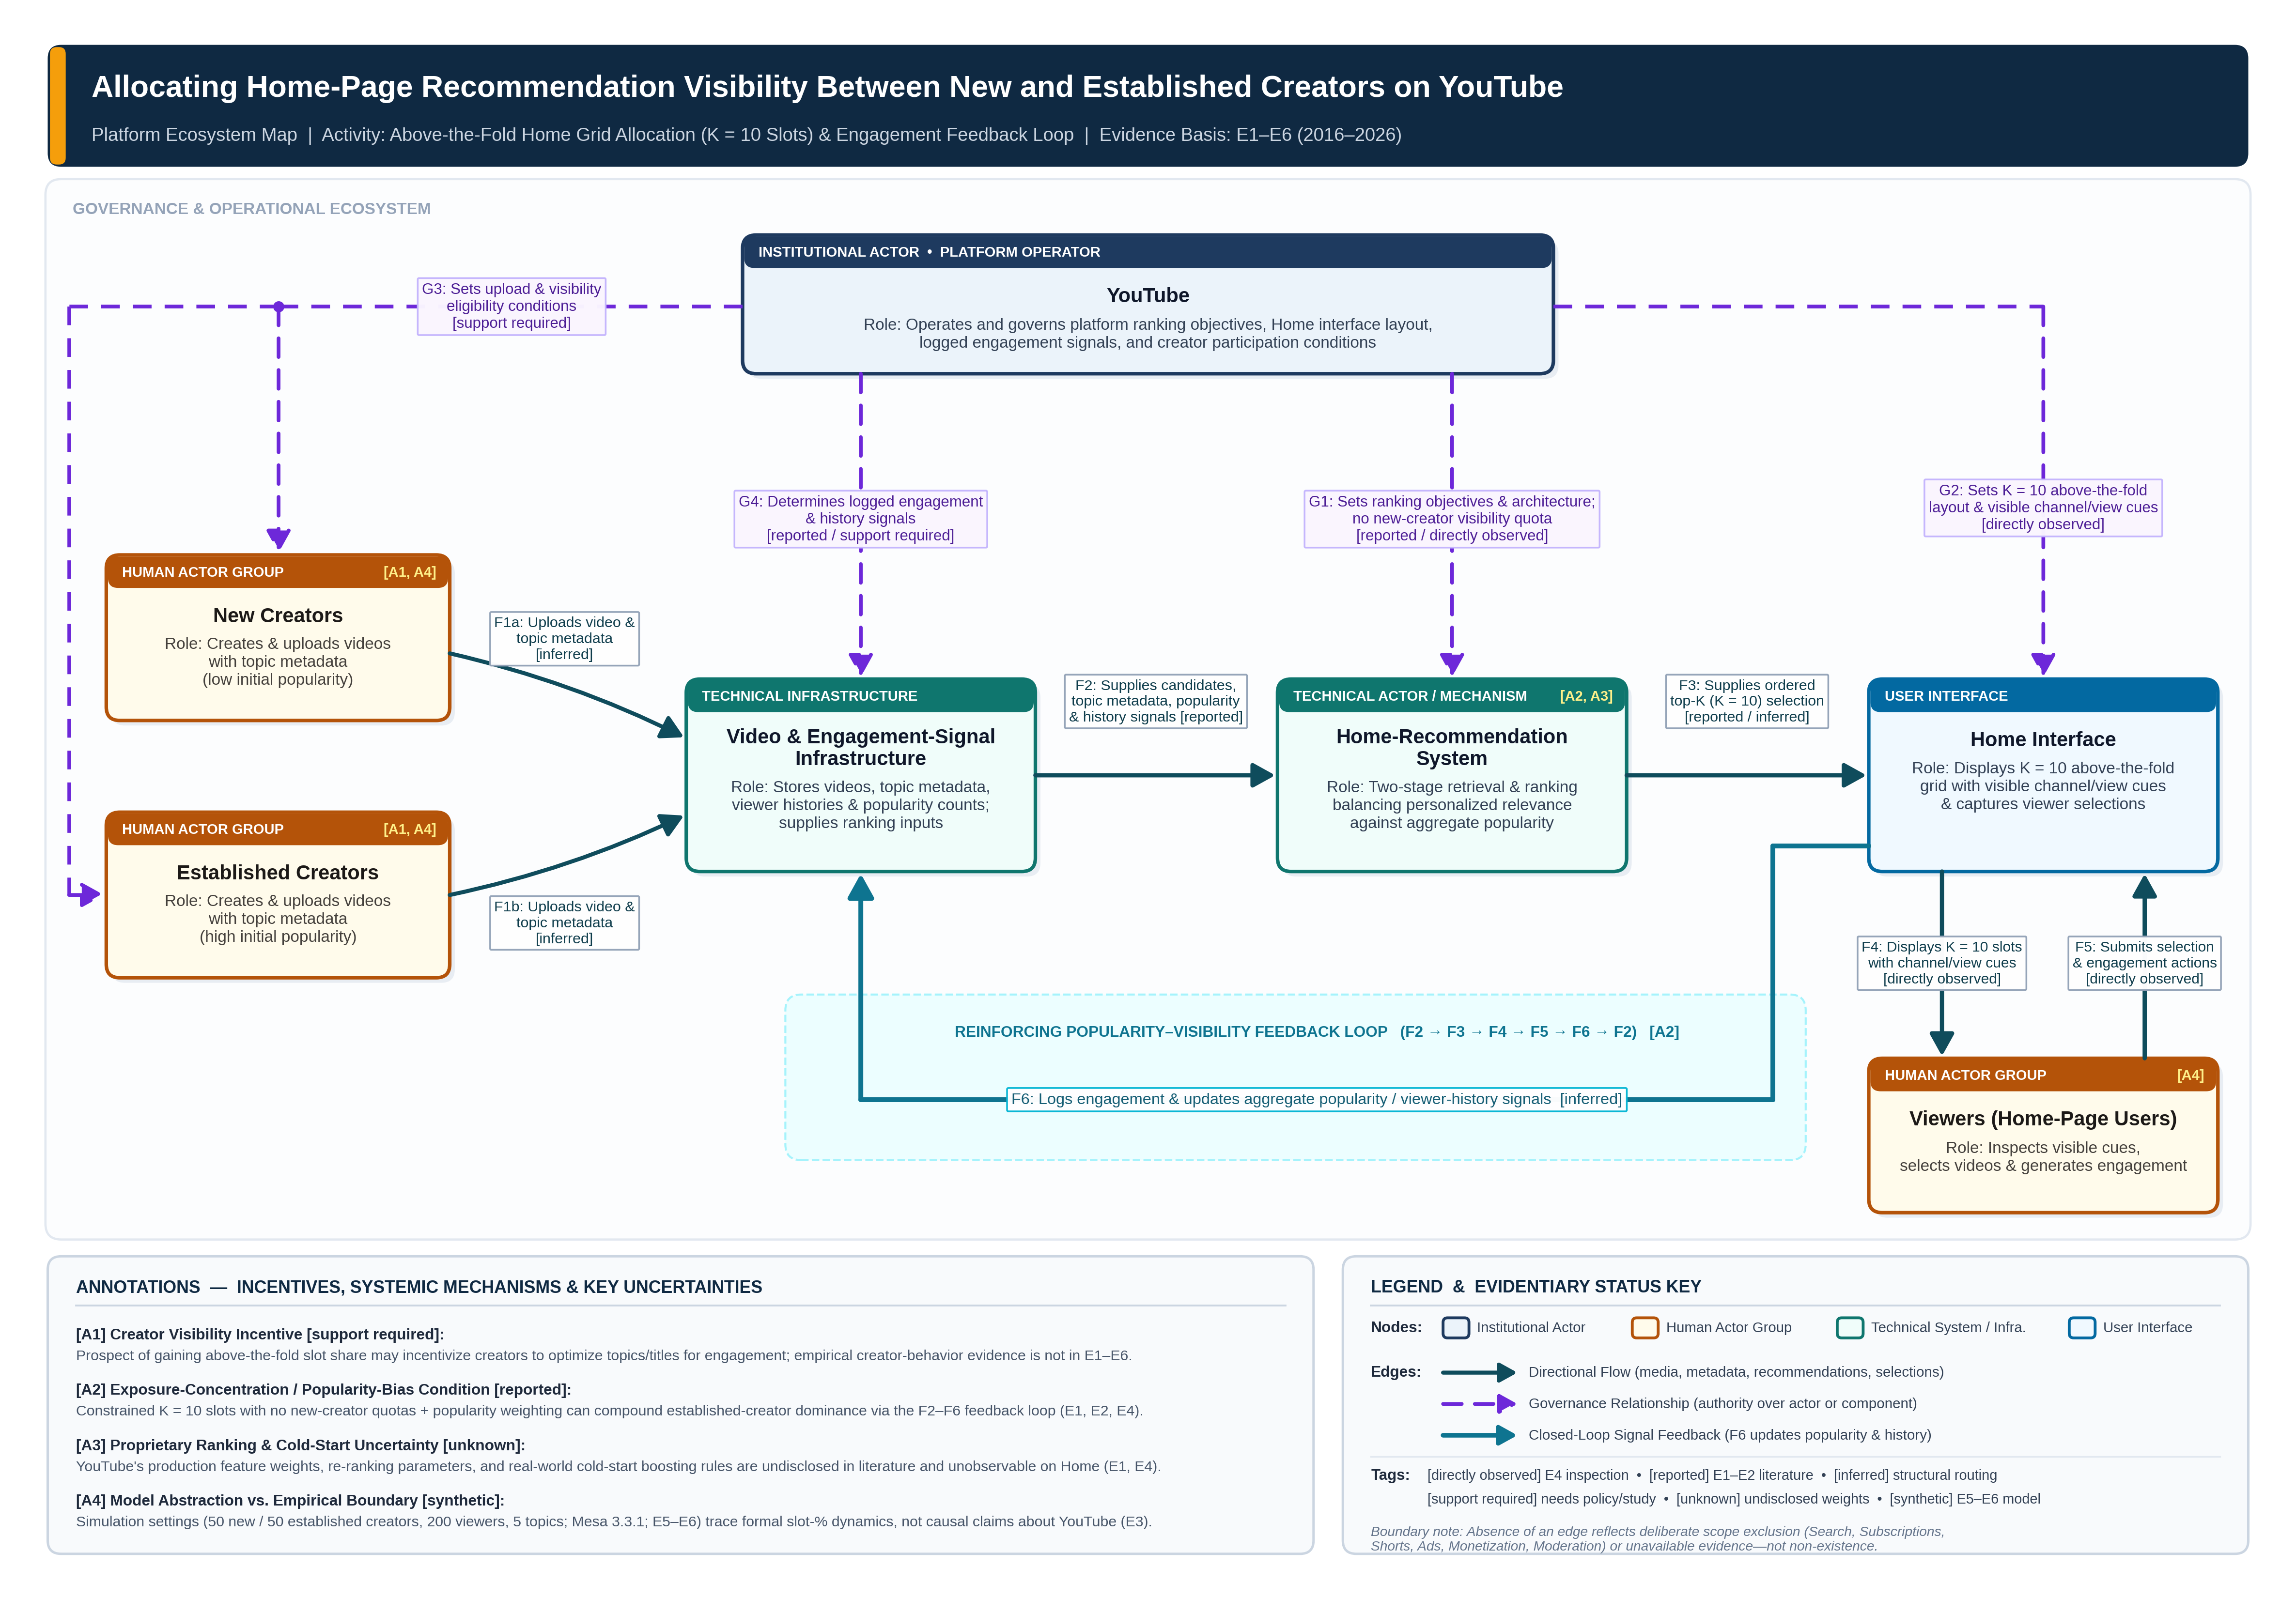 Allocating Home-Page Recommendation Visibility Between New and Established Creators on YouTube
Platform Ecosystem Map | Activity: Above-the-Fold Home Grid Allocation (K = 10 Slots) & Engagement Feedback Loop | Evidence Basis: E1–E6 (2016–2026)
GOVERNANCE & OPERATIONAL ECOSYSTEM
INSTITUTIONAL ACTOR • PLATFORM OPERATOR
YouTube
Role: Operates and governs platform ranking objectives, Home interface layout,
logged engagement signals, and creator participation conditions
G3: Sets upload & visibility
eligibility conditions
[support required]
G4: Determines logged engagement
& history signals
[reported / support required]
G1: Sets ranking objectives & architecture;
no new-creator visibility quota
[reported / directly observed]
G2: Sets K = 10 above-the-fold
layout & visible channel/view cues
[directly observed]
HUMAN ACTOR GROUP [A1, A4]
New Creators
Role: Creates & uploads videos
with topic metadata
(low initial popularity)
F1a: Uploads video &
topic metadata
[inferred]
HUMAN ACTOR GROUP [A1, A4]
Established Creators
Role: Creates & uploads videos
with topic metadata
(high initial popularity)
F1b: Uploads video &
topic metadata
[inferred]
TECHNICAL INFRASTRUCTURE
Video & Engagement-Signal
Infrastructure
Role: Stores videos, topic metadata,
viewer histories & popularity counts;
supplies ranking inputs
F2: Supplies candidates,
topic metadata, popularity
& history signals [reported]
TECHNICAL ACTOR / MECHANISM [A2, A3]
Home-Recommendation
System
Role: Two-stage retrieval & ranking
balancing personalized relevance
against aggregate popularity
F3: Supplies ordered
top-K (K = 10) selection
[reported / inferred]
USER INTERFACE
Home Interface
Role: Displays K = 10 above-the-fold
grid with visible channel/view cues
& captures viewer selections
F4: Displays K = 10 slots
with channel/view cues
[directly observed]
F5: Submits selection
& engagement actions
[directly observed]
REINFORCING POPULARITY–VISIBILITY FEEDBACK LOOP (F2 → F3 → F4 → F5 → F6 → F2) [A2]
F6: Logs engagement & updates aggregate popularity / viewer-history signals [inferred]
HUMAN ACTOR GROUP [A4]
Viewers (Home-Page Users)
Role: Inspects visible cues,
selects videos & generates engagement
ANNOTATIONS — INCENTIVES, SYSTEMIC MECHANISMS & KEY UNCERTAINTIES
[A1] Creator Visibility Incentive [support required]:
Prospect of gaining above-the-fold slot share may incentivize creators to optimize topics/titles for engagement; empirical creator-behavior evidence is not in E1–E6.
[A2] Exposure-Concentration / Popularity-Bias Condition [reported]:
Constrained K = 10 slots with no new-creator quotas + popularity weighting can compound established-creator dominance via the F2–F6 feedback loop (E1, E2, E4).
[A3] Proprietary Ranking & Cold-Start Uncertainty [unknown]:
YouTube's production feature weights, re-ranking parameters, and real-world cold-start boosting rules are undisclosed in literature and unobservable on Home (E1, E4).
[A4] Model Abstraction vs. Empirical Boundary [synthetic]:
Simulation settings (50 new / 50 established creators, 200 viewers, 5 topics; Mesa 3.3.1; E5–E6) trace formal slot-% dynamics, not causal claims about YouTube (E3).
LEGEND & EVIDENTIARY STATUS KEY
Nodes: Institutional Actor Human Actor Group Technical System / Infra. User Interface
Edges: Directional Flow (media, metadata, recommendations, selections)
Governance Relationship (authority over actor or component)
Closed-Loop Signal Feedback (F6 updates popularity & history)
Tags: [directly observed] E4 inspection • [reported] E1–E2 literature • [inferred] structural routing
[support required] needs policy/study • [unknown] undisclosed weights • [synthetic] E5–E6 model
Boundary note: Absence of an edge reflects deliberate scope exclusion (Search, Subscriptions,
Shorts, Ads, Monetization, Moderation) or unavailable evidence—not non-existence.